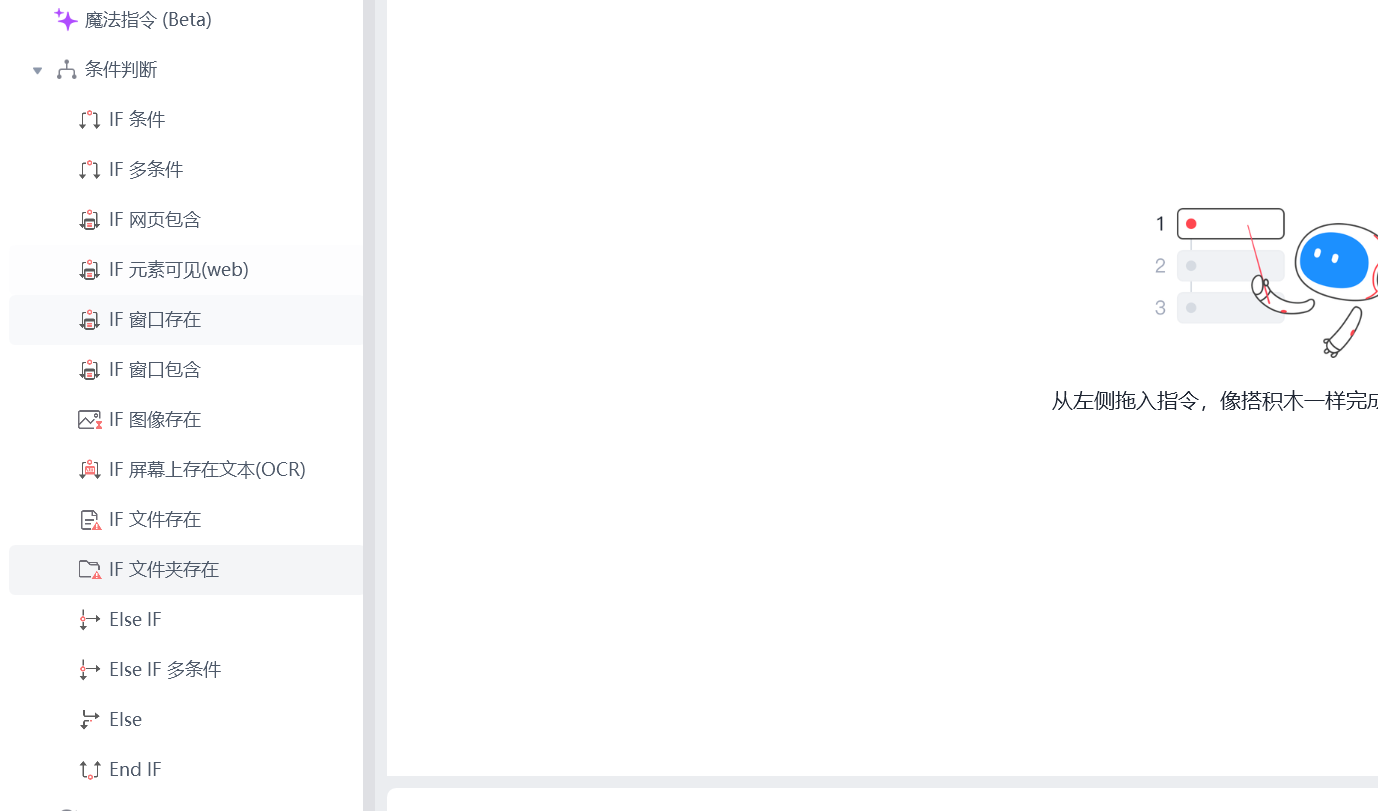 魔法指令 (Beta)
条件判断
IF 条件
IF 多条件
IF 网页包含
IF 元素可见(web)
IF 窗口存在
IF 窗口包含
IF 图像存在
IF 屏幕上存在文本(OCR)
IF 文件存在
IF 文件夹存在
Else IF
Else IF 多条件
Else
End IF
1
2
3
从左侧拖入指令，像搭积木一样完成